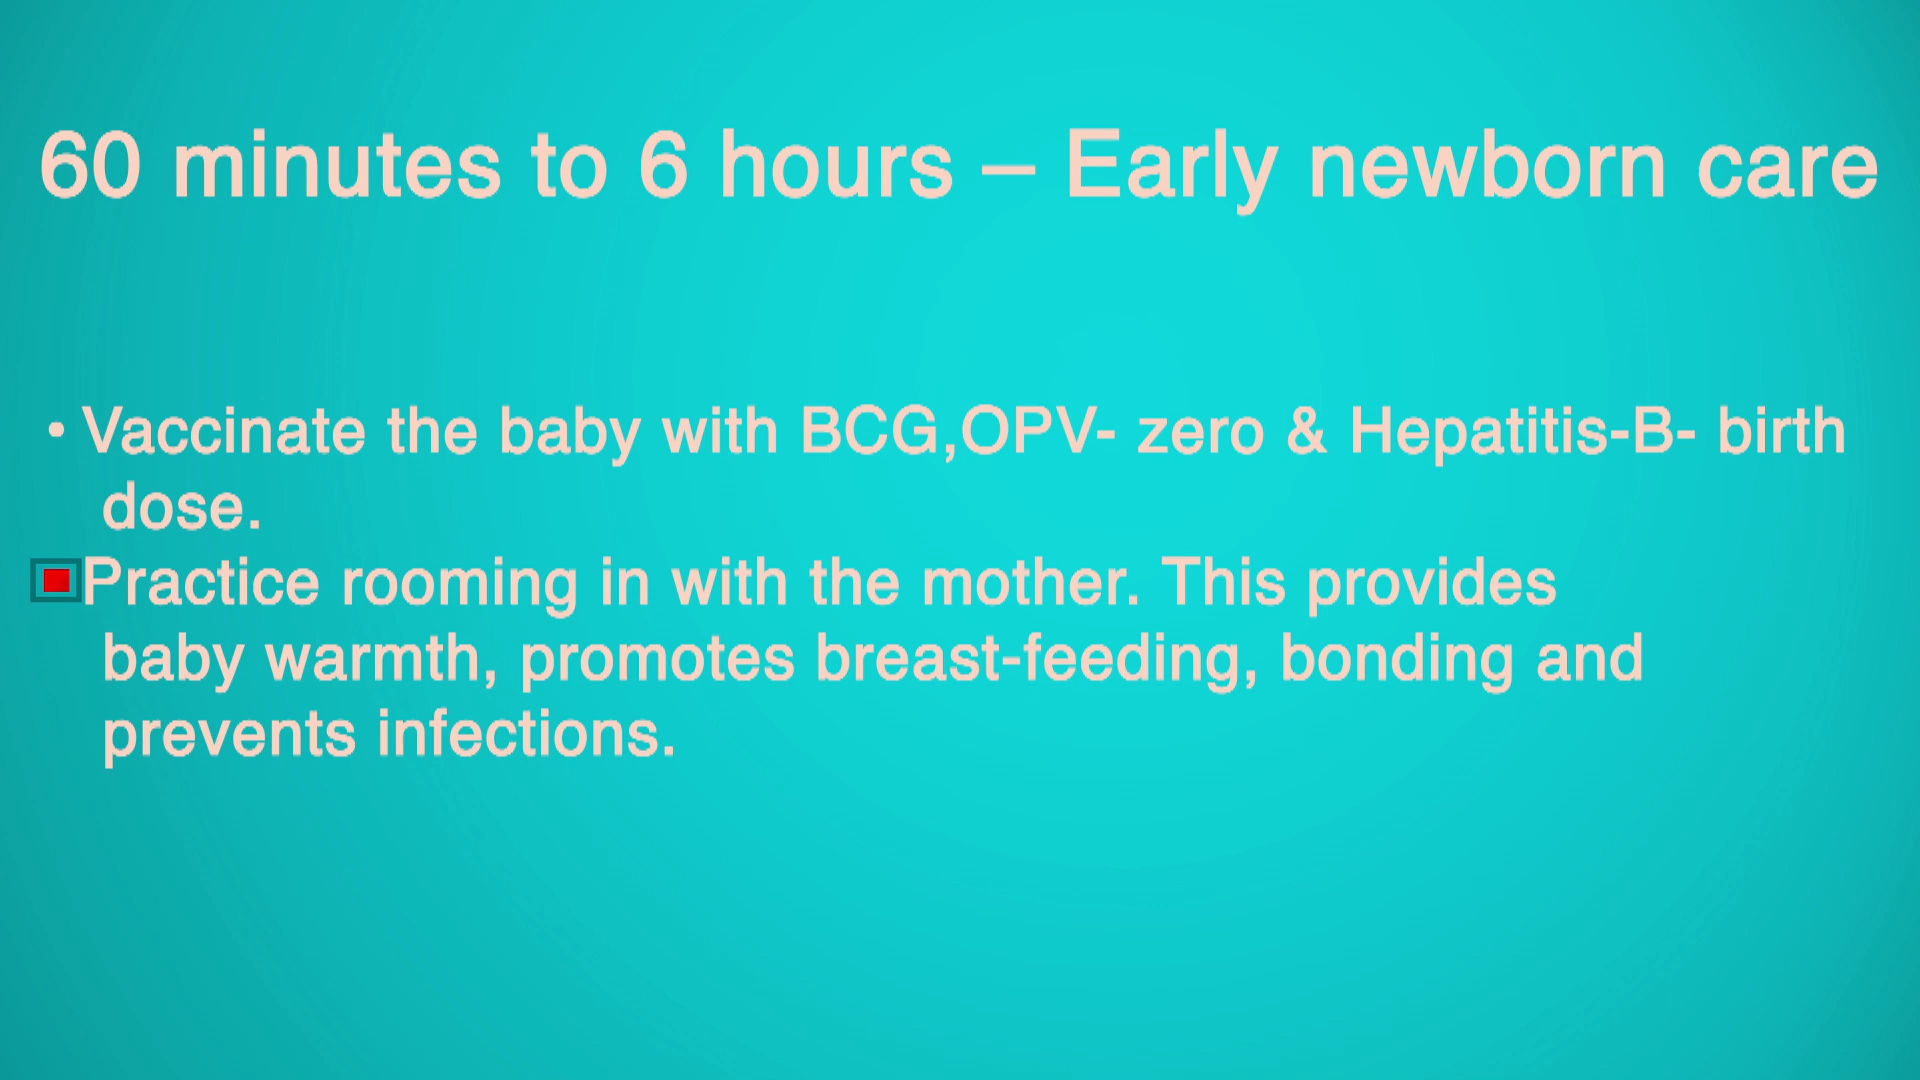 60 minutes to 6 hours – Early newborn care
• Vaccinate the baby with BCG,OPV- zero & Hepatitis-B- birth
dose.
Practice rooming in with the mother. This provides
baby warmth, promotes breast-feeding, bonding and
prevents infections.